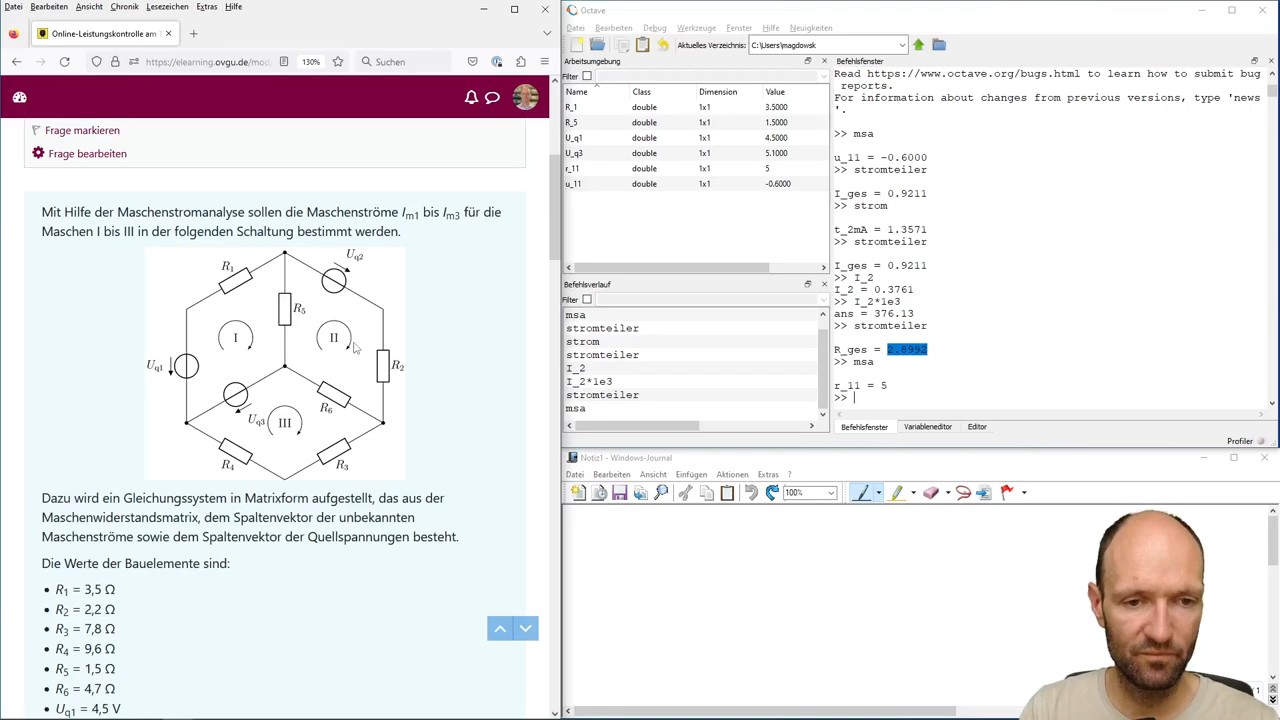 Datei Bearbeiten Ansicht Chronik Lesezeichen Extras Hilfe
Online-Leistungskontrolle am
https://elearning.ovgu.de/mod
130%
Suchen
Frage markieren
Frage bearbeiten
Mit Hilfe der Maschenstromanalyse sollen die Maschenströme Im1 bis Im3 für die
Maschen I bis III in der folgenden Schaltung bestimmt werden.
Uq2
R1
R5
I
II
Uq1
R2
R6
Uq3
III
R4
R3
Dazu wird ein Gleichungssystem in Matrixform aufgestellt, das aus der
Maschenwiderstandsmatrix, dem Spaltenvektor der unbekannten
Maschenströme sowie dem Spaltenvektor der Quellspannungen besteht.
Die Werte der Bauelemente sind:
• R1 = 3,5 Ω
• R2 = 2,2 Ω
• R3 = 7,8 Ω
• R4 = 9,6 Ω
• R5 = 1,5 Ω
• R6 = 4,7 Ω
• Uq1 = 4,5 V
Octave
Datei Bearbeiten Debug Werkzeuge Fenster Hilfe Neuigkeiten
Aktuelles Verzeichnis: C:\Users\magdowsk
Arbeitsumgebung
Filter
Name Class Dimension Value
R_1 double 1x1 3.5000
R_5 double 1x1 1.5000
U_q1 double 1x1 4.5000
U_q3 double 1x1 5.1000
r_11 double 1x1 5
u_11 double 1x1 -0.6000
Befehlsverlauf
Filter
msa
stromteiler
strom
stromteiler
I_2
I_2*1e3
stromteiler
msa
Befehlsfenster
Read https://www.octave.org/bugs.html to learn how to submit bug
reports.
For information about changes from previous versions, type 'news
'.
>> msa
u_11 = -0.6000
>> stromteiler
I_ges = 0.9211
>> strom
t_2mA = 1.3571
>> stromteiler
I_ges = 0.9211
>> I_2
I_2 = 0.3761
>> I_2*1e3
ans = 376.13
>> stromteiler
R_ges = 2.8992
>> msa
r_11 = 5
>>
Befehlsfenster Variableneditor Editor
Profiler
Notiz1 - Windows-Journal
Datei Bearbeiten Ansicht Einfügen Aktionen Extras ?
100%
1